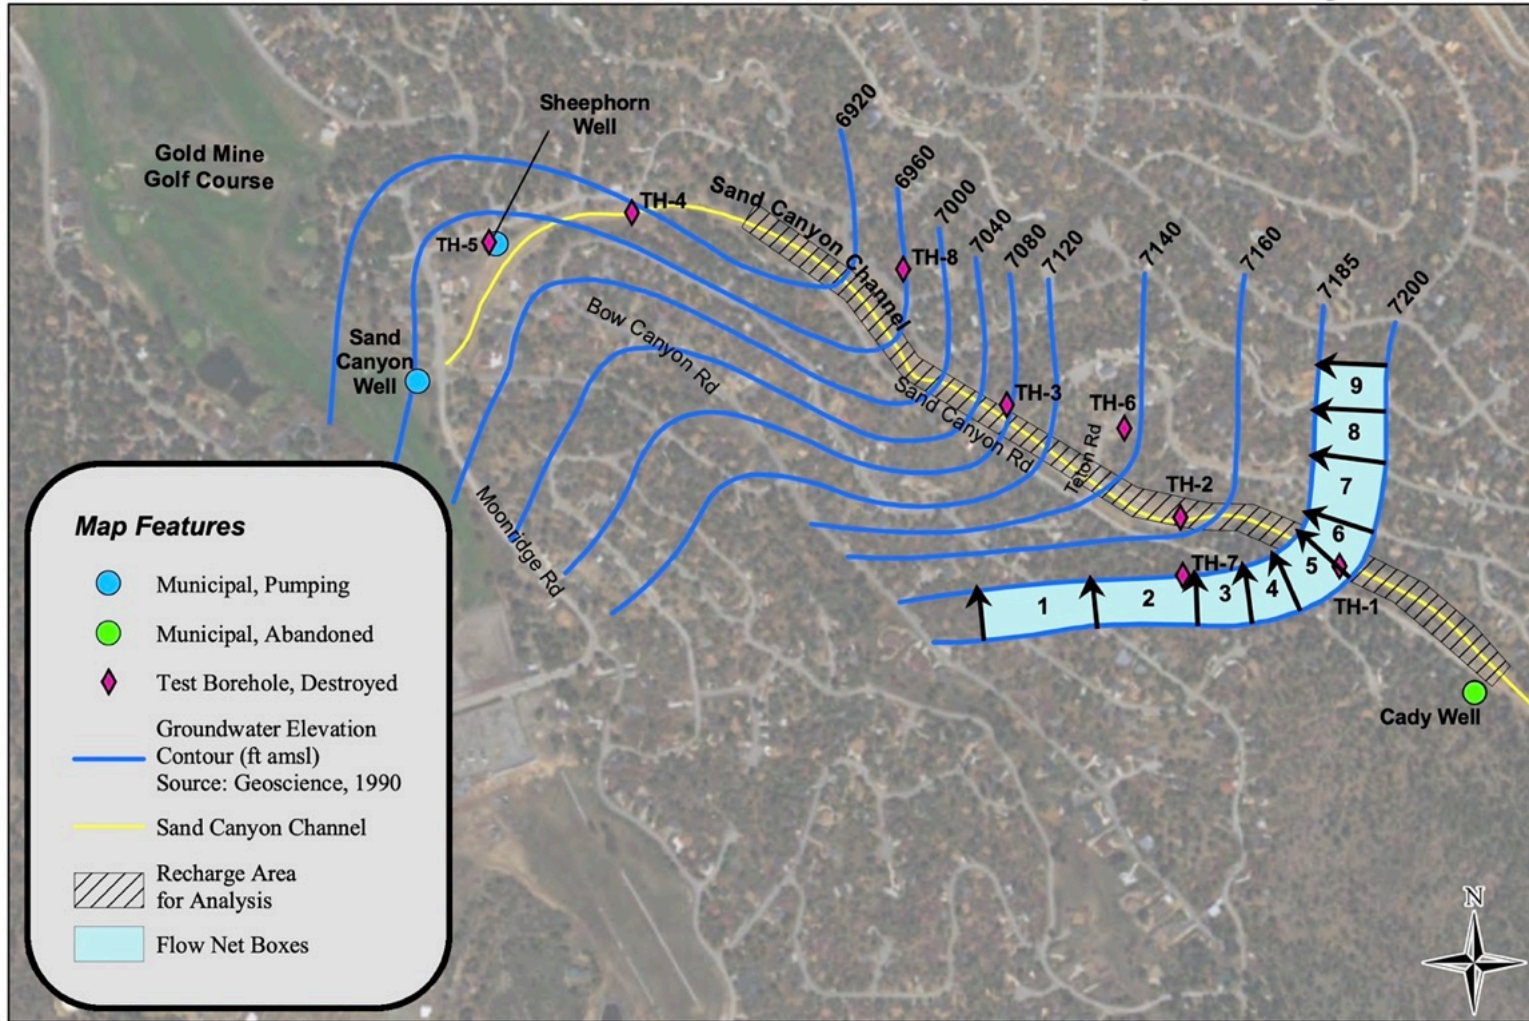 Sheephorn
Well
Gold Mine
Golf Course
6920
6960
7000
7040
7080
7120
7140
7160
7185
7200
Sand Canyon Channel
TH-4
TH-5
TH-8
Bow Canyon Rd
Sand
Canyon
Well
Sand Canyon Rd
TH-3
TH-6
Teton Rd
TH-2
9
8
7
6
5
4
3
2
1
TH-7
TH-1
Moonridge Rd
Cady Well
Map Features
Municipal, Pumping
Municipal, Abandoned
Test Borehole, Destroyed
Groundwater Elevation
Contour (ft amsl)
Source: Geoscience, 1990
Sand Canyon Channel
Recharge Area
for Analysis
Flow Net Boxes
N